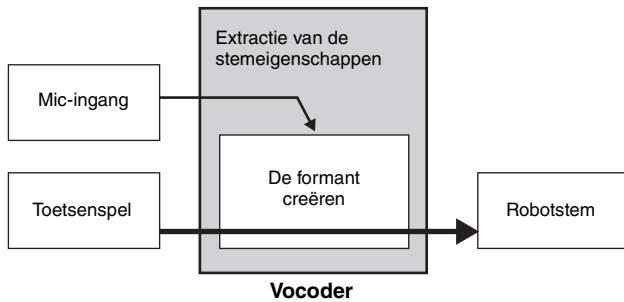 Extractie van de
stemeigenschappen
Mic-ingang
De formant
creëren
Toetsenspel
Robotstem
Vocoder